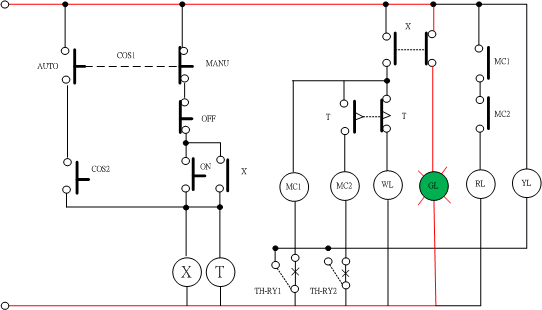 X
COS1
AUTO
MANU
MC1
OFF
T
T
MC2
ON
X
COS2
MC1
MC2
WL
GL
RL
YL
X
T
TH-RY1
TH-RY2